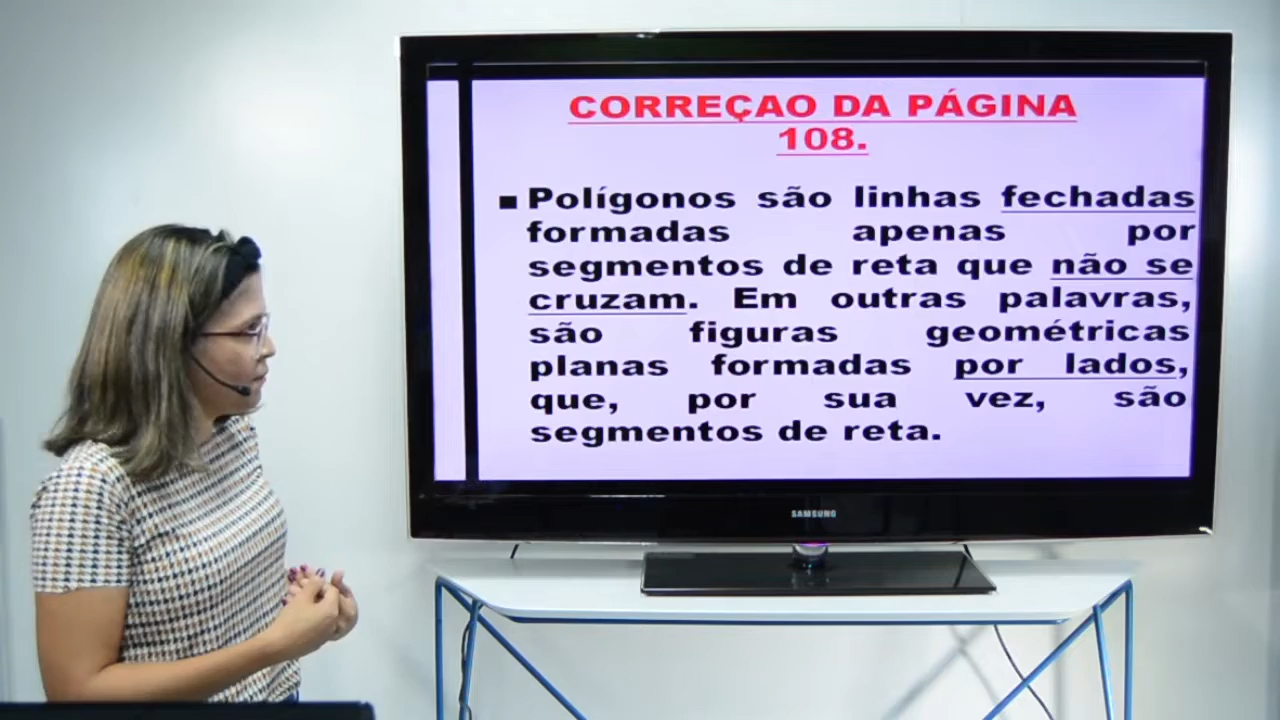 CORREÇAO DA PÁGINA
108.
■ Polígonos são linhas fechadas
formadas apenas por
segmentos de reta que não se
cruzam. Em outras palavras,
são figuras geométricas
planas formadas por lados,
que, por sua vez, são
segmentos de reta.
SAMSUNG